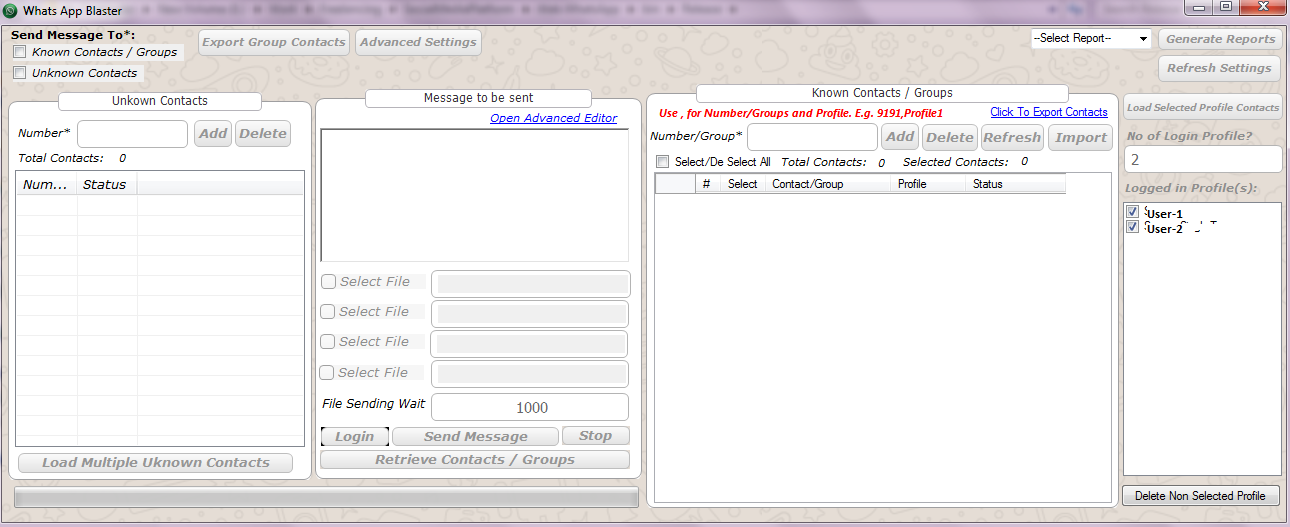 Whats App Blaster
Send Message To*:
Known Contacts / Groups
Unknown Contacts
Export Group Contacts
Advanced Settings
--Select Report--
Generate Reports
Refresh Settings
Unkown Contacts
Number*
Add
Delete
Total Contacts: 0
Num... Status
Load Multiple Uknown Contacts
Message to be sent
Open Advanced Editor
Select File
Select File
Select File
Select File
File Sending Wait 1000
Login
Send Message
Stop
Retrieve Contacts / Groups
Known Contacts / Groups
Use , for Number/Groups and Profile. E.g. 9191,Profile1
Click To Export Contacts
Number/Group*
Add
Delete
Refresh
Import
Select/De Select All Total Contacts: 0 Selected Contacts: 0
# Select Contact/Group Profile Status
Load Selected Profile Contacts
No of Login Profile?
2
Logged in Profile(s):
User-1
User-2
Delete Non Selected Profile